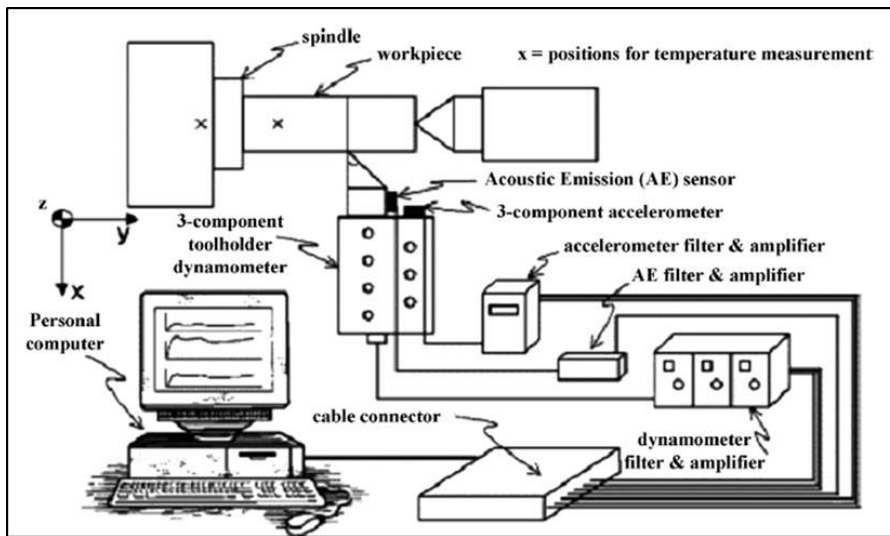 spindle
workpiece
x = positions for temperature measurement
x
x
Acoustic Emission (AE) sensor
3-component accelerometer
z
y
x
3-component
toolholder
dynamometer
accelerometer filter & amplifier
AE filter & amplifier
Personal
computer
cable connector
dynamometer
filter & amplifier